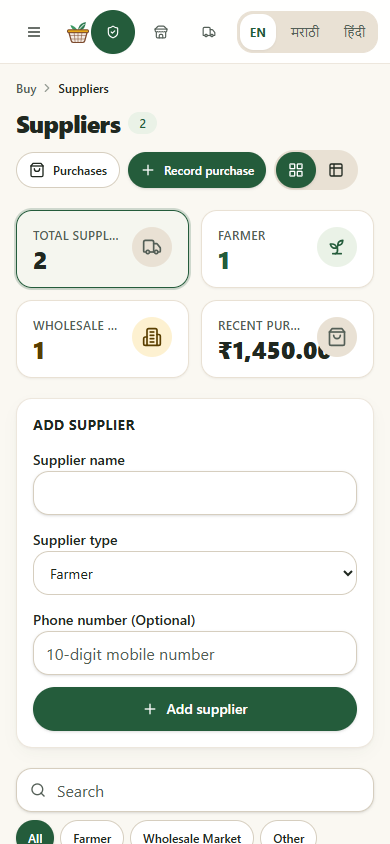 EN मराठी हिंदी
Buy > Suppliers
Suppliers 2
Purchases + Record purchase
TOTAL SUPPL...
2
FARMER
1
WHOLESALE ...
1
RECENT PUR...
₹1,450.00
ADD SUPPLIER
Supplier name
Supplier type
Farmer
Phone number (Optional)
10-digit mobile number
+ Add supplier
Search
All Farmer Wholesale Market Other